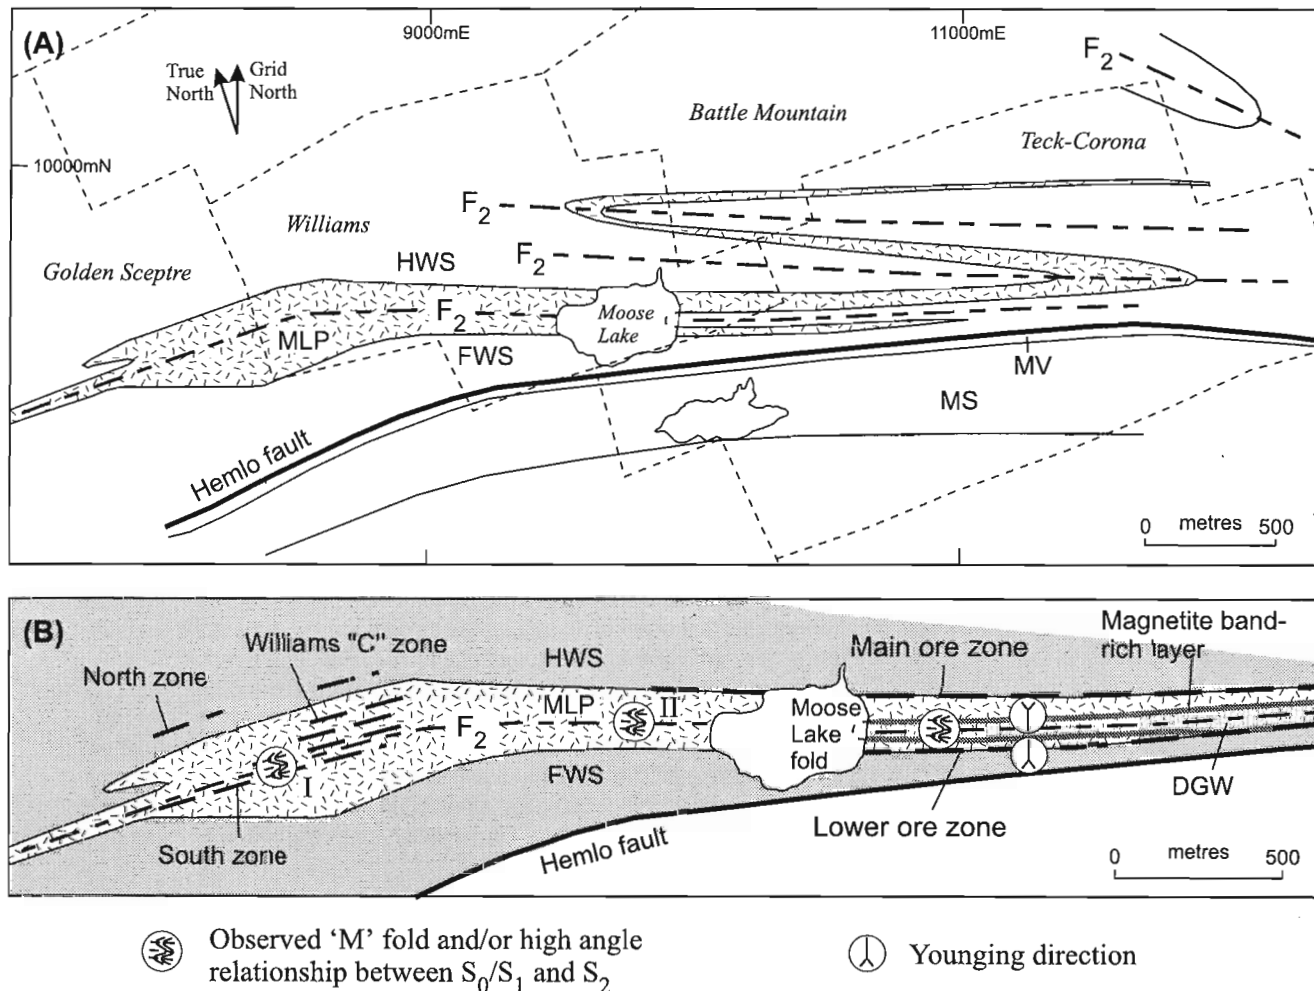 (A)
9000mE
11000mE
F2
True
North
Grid
North
Battle Mountain
Teck-Corona
10000mN
F2
Williams
HWS
F2
Golden Sceptre
F2
Moose
Lake
MLP
FWS
MV
MS
Hemlo fault
0 metres 500
(B)
Williams "C" zone
HWS
Main ore zone
Magnetite band-
rich layer
North zone
MLP
II
F2
Moose
Lake
fold
I
FWS
DGW
South zone
Lower ore zone
Hemlo fault
0 metres 500
Observed 'M' fold and/or high angle
relationship between S0/S1 and S2
Younging direction